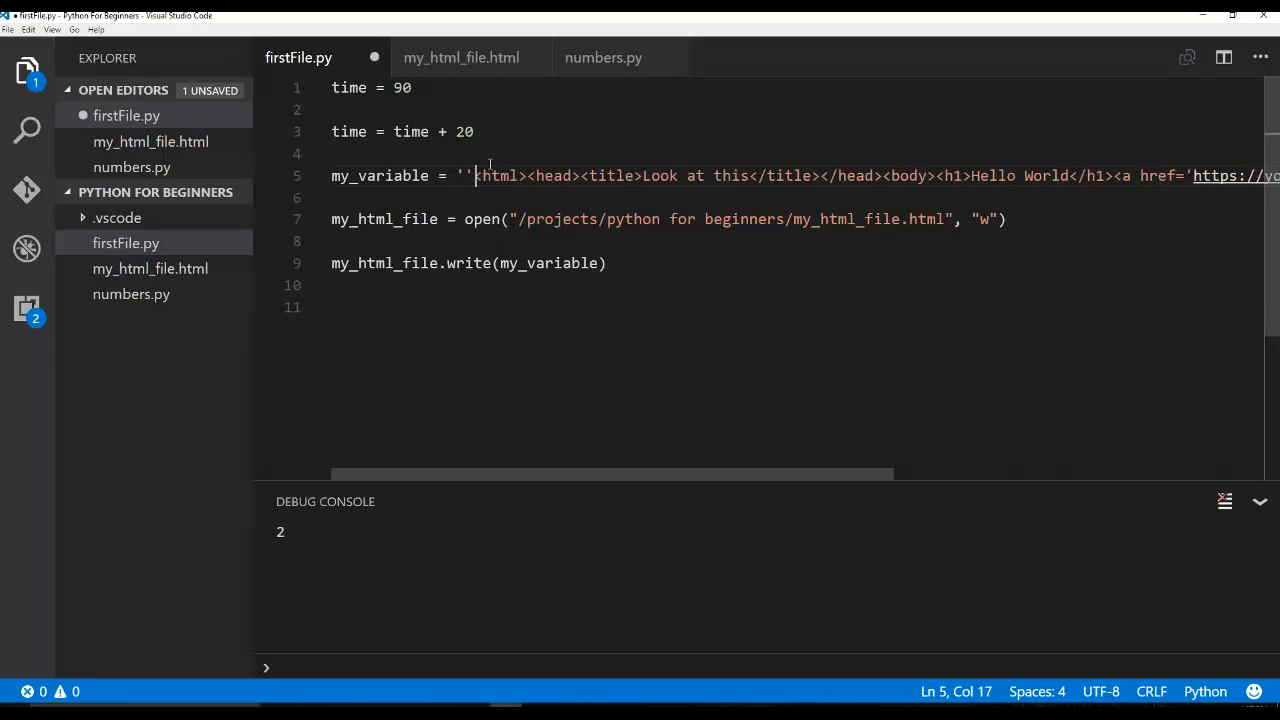 ● firstFile.py - Python For Beginners - Visual Studio Code
File Edit View Go Help
EXPLORER
OPEN EDITORS 1 UNSAVED
firstFile.py
my_html_file.html
numbers.py
PYTHON FOR BEGINNERS
.vscode
firstFile.py
my_html_file.html
numbers.py
1
2
firstFile.py my_html_file.html numbers.py
1 time = 90
2
3 time = time + 20
4
5 my_variable = ''<html><head><title>Look at this</title></head><body><h1>Hello World</h1><a href='https://yo
6
7 my_html_file = open("/projects/python for beginners/my_html_file.html", "w")
8
9 my_html_file.write(my_variable)
10
11
DEBUG CONSOLE
2
>
0 0 Ln 5, Col 17 Spaces: 4 UTF-8 CRLF Python